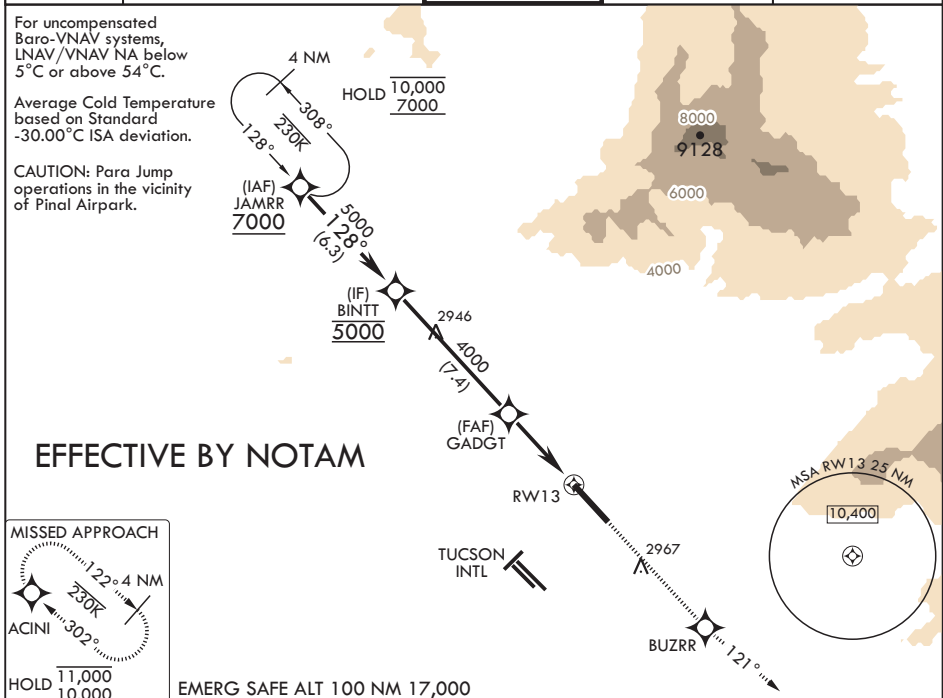 For uncompensated
Baro-VNAV systems,
LNAV/VNAV NA below
5°C or above 54°C.
Average Cold Temperature
based on Standard
-30.00°C ISA deviation.
CAUTION: Para Jump
operations in the vicinity
of Pinal Airpark.
4 NM
308°
230K
128°
HOLD 10,000
7000
(IAF)
JAMRR
7000
5000
128°
(6.3)
(IF)
BINTT
5000
2946
4000
(7.4)
(FAF)
GADGT
RW13
8000
9128
6000
4000
EFFECTIVE BY NOTAM
MSA RW13 25 NM
10,400
TUCSON
INTL
2967
BUZRR
121°
MISSED APPROACH
122°
4 NM
230K
302°
ACINI
HOLD 11,000
10,000
EMERG SAFE ALT 100 NM 17,000